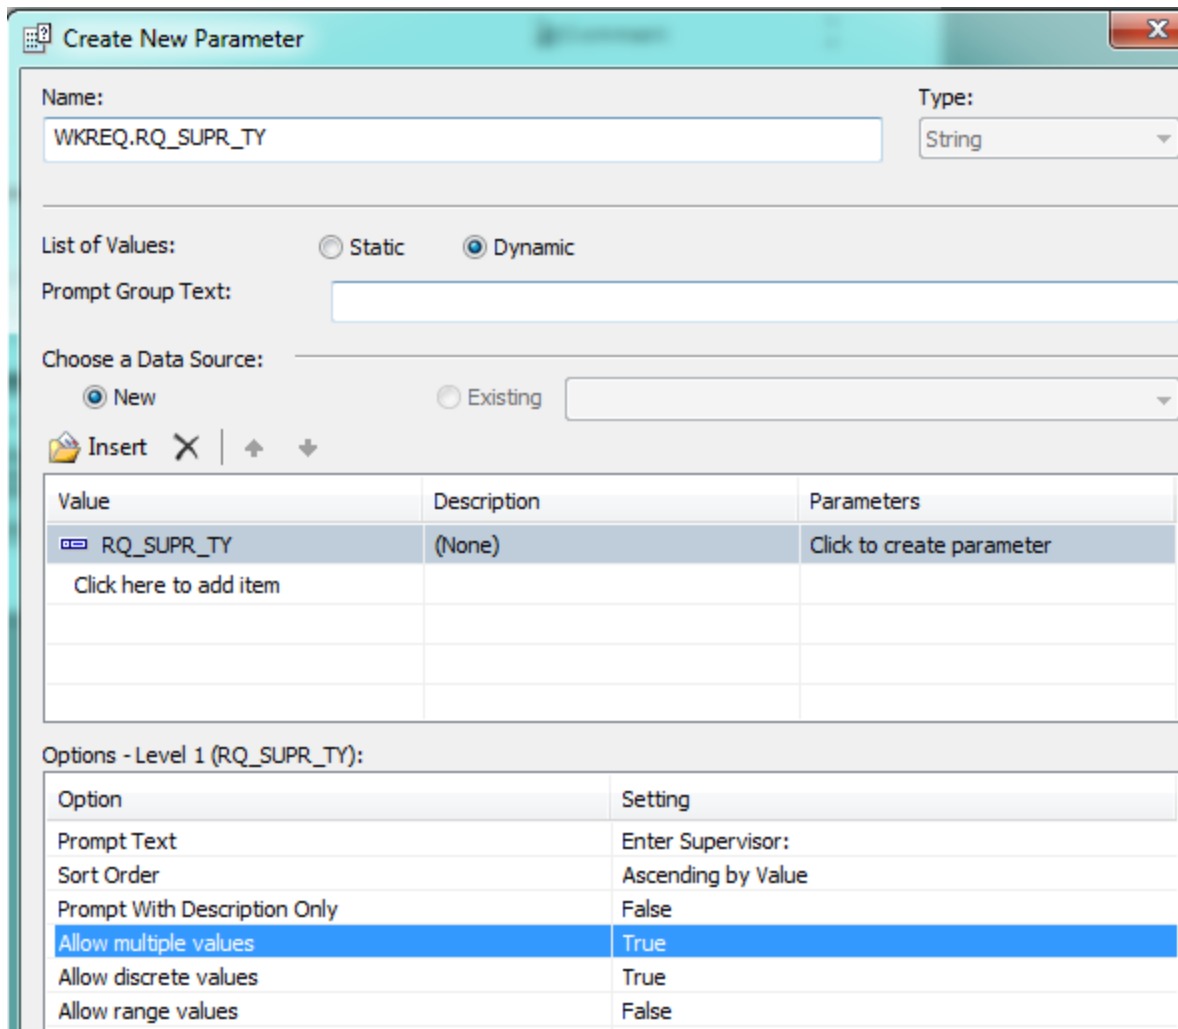 Create New Parameter
Name: Type:
WKREQ.RQ_SUPR_TY String
List of Values: Static Dynamic
Prompt Group Text:
Choose a Data Source:
New Existing
Insert
Value Description Parameters
RQ_SUPR_TY (None) Click to create parameter
Click here to add item
Options - Level 1 (RQ_SUPR_TY):
Option Setting
Prompt Text Enter Supervisor:
Sort Order Ascending by Value
Prompt With Description Only False
Allow multiple values True
Allow discrete values True
Allow range values False